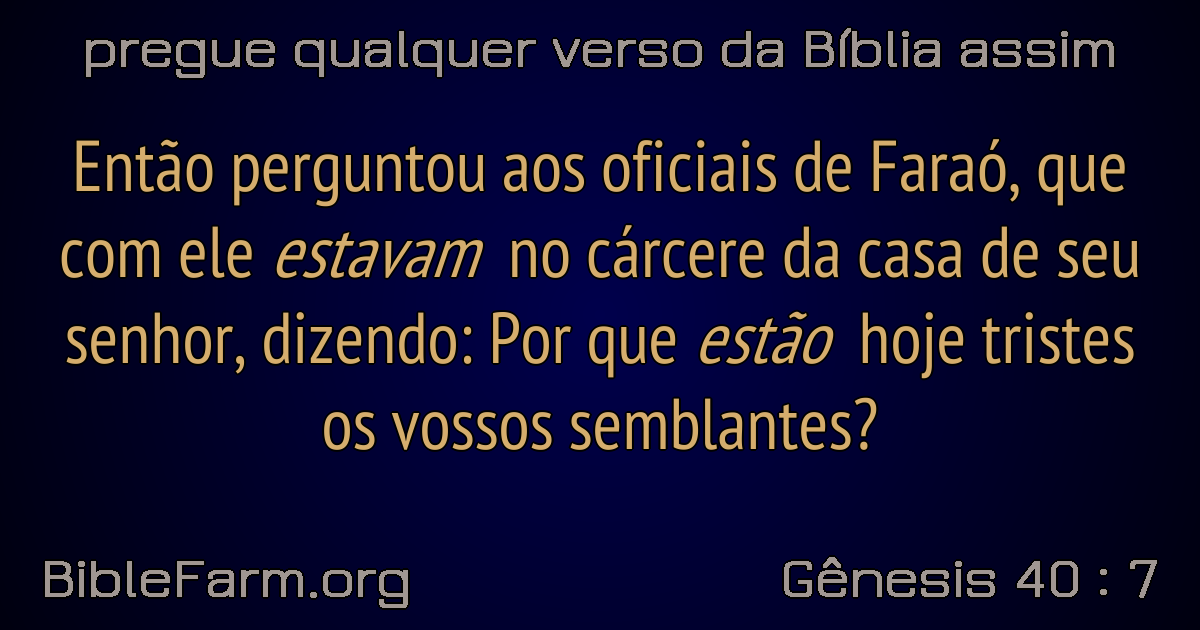 pregue qualquer verso da Bíblia assim
Então perguntou aos oficiais de Faraó, que
com ele estavam no cárcere da casa de seu
senhor, dizendo: Por que estão hoje tristes
os vossos semblantes?
BibleFarm.org
Gênesis 40 : 7